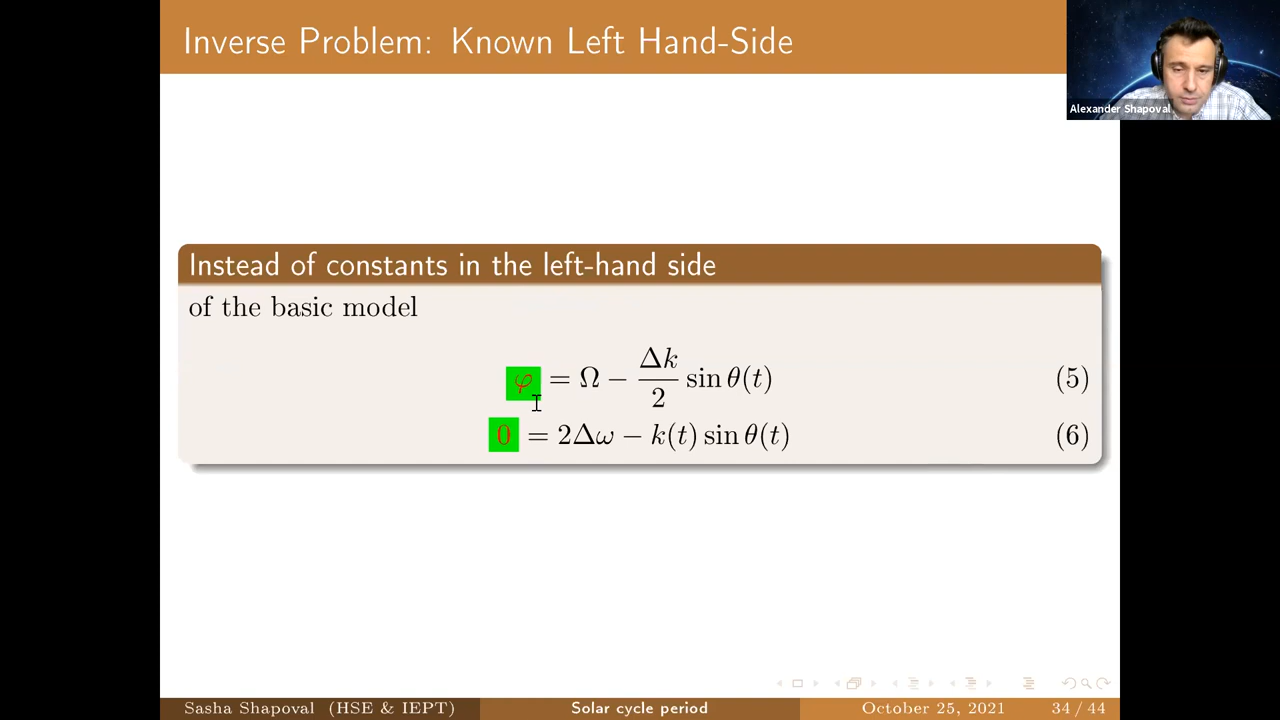 Inverse Problem: Known Left Hand-Side
Alexander Shapoval
Instead of constants in the left-hand side
of the basic model
φ = Ω − Δk/2 sin θ(t) (5)
0 = 2Δω − k(t) sin θ(t) (6)
Sasha Shapoval (HSE & IEPT) Solar cycle period October 25, 2021 34 / 44